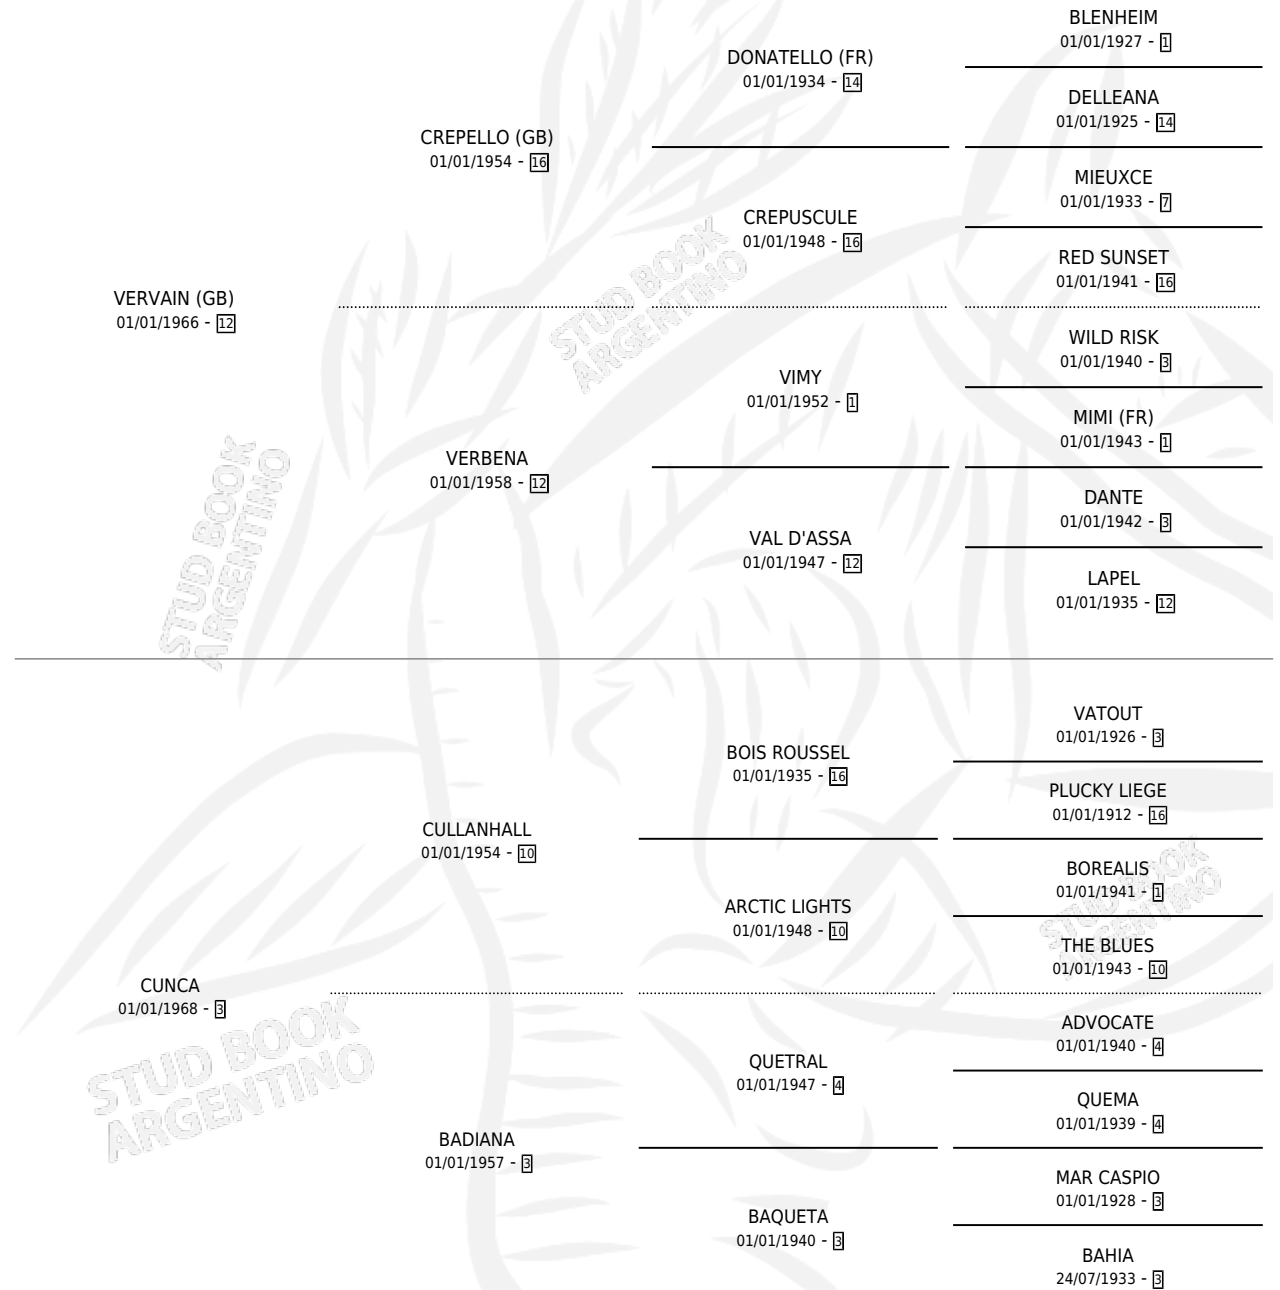 BLENHEIM
01/01/1927 - 1
DONATELLO (FR)
01/01/1934 - 14
DELLEANA
01/01/1925 - 14
CREPELLO (GB)
01/01/1954 - 16
MIEUXCE
01/01/1933 - 7
CREPUSCULE
01/01/1948 - 16
RED SUNSET
01/01/1941 - 16
VERVAIN (GB)
01/01/1966 - 12
STUD BOOK
ARGENTINO
WILD RISK
01/01/1940 - 3
VIMY
01/01/1952 - 1
MIMI (FR)
01/01/1943 - 1
VERBENA
01/01/1958 - 12
DANTE
01/01/1942 - 3
VAL D'ASSA
01/01/1947 - 12
LAPEL
01/01/1935 - 12
STUD BOOK
ARGENTINO
VATOUT
01/01/1926 - 3
BOIS ROUSSEL
01/01/1935 - 16
PLUCKY LIEGE
01/01/1912 - 16
CULLANHALL
01/01/1954 - 10
BOREALIS
01/01/1941 - 1
ARCTIC LIGHTS
01/01/1948 - 10
THE BLUES
01/01/1943 - 10
STUD BOOK
ARGENTINO
CUNCA
01/01/1968 - 3
ADVOCATE
01/01/1940 - 4
QUETRAL
01/01/1947 - 4
QUEMA
01/01/1939 - 4
STUD BOOK
ARGENTINO
BADIANA
01/01/1957 - 3
MAR CASPIO
01/01/1928 - 3
BAQUETA
01/01/1940 - 3
BAHIA
24/07/1933 - 3